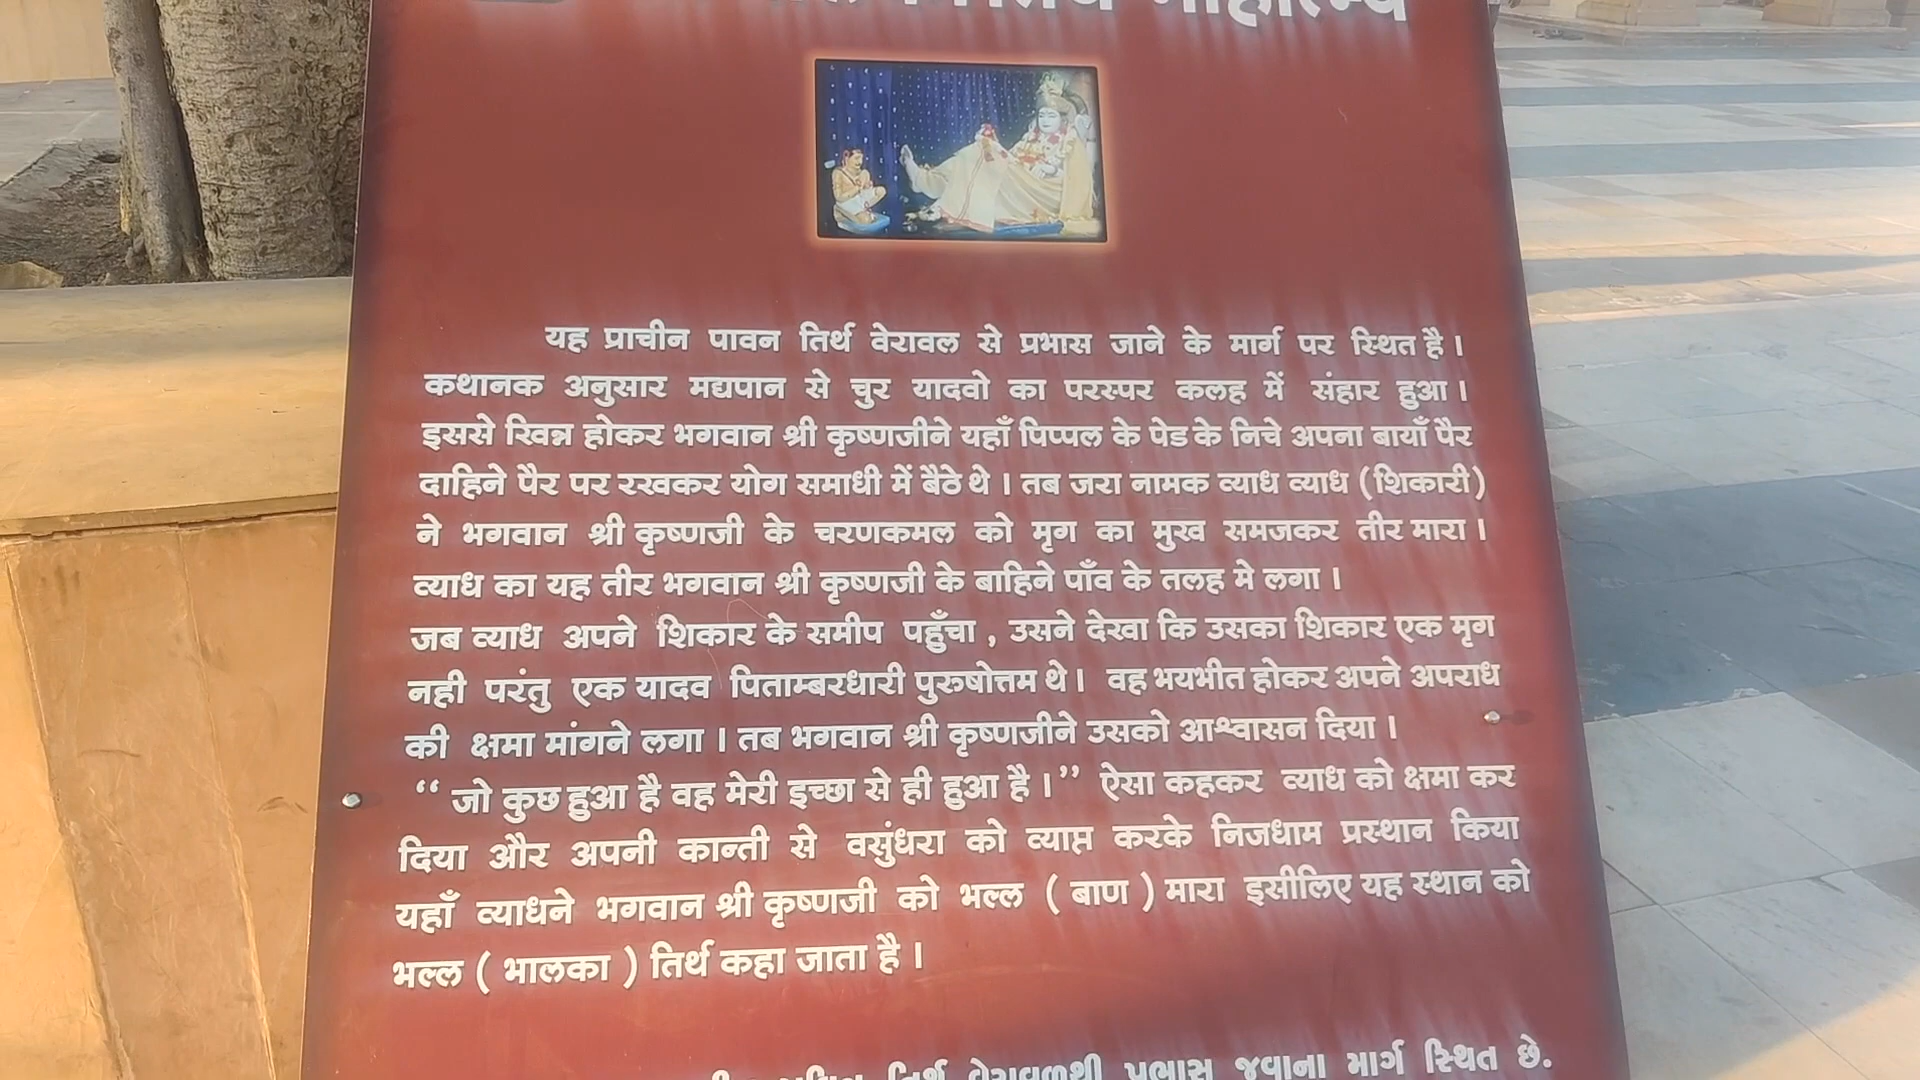 माहात्म्य
यह प्राचीन पावन तिर्थ वेरावल से प्रभास जाने के मार्ग पर स्थित है ।
कथानक अनुसार मद्यपान से चुर यादवो का परस्पर कलह में संहार हुआ ।
इससे खिन्न होकर भगवान श्री कृष्णजीने यहाँ पिप्पल के पेड के निचे अपना बायाँ पैर
दाहिने पैर पर रखकर योग समाधी में बैठे थे । तब जरा नामक व्याध व्याध (शिकारी)
ने भगवान श्री कृष्णजी के चरणकमल को मृग का मुख समजकर तीर मारा ।
व्याध का यह तीर भगवान श्री कृष्णजी के बाहिने पाँव के तलह मे लगा ।
जब व्याध अपने शिकार के समीप पहुँचा , उसने देखा कि उसका शिकार एक मृग
नही परंतु एक यादव पिताम्बरधारी पुरुषोत्तम थे । वह भयभीत होकर अपने अपराध
की क्षमा मांगने लगा । तब भगवान श्री कृष्णजीने उसको आश्वासन दिया ।
“ जो कुछ हुआ है वह मेरी इच्छा से ही हुआ है ।” ऐसा कहकर व्याध को क्षमा कर
दिया और अपनी कान्ती से वसुंधरा को व्याप्त करके निजधाम प्रस्थान किया
यहाँ व्याधने भगवान श्री कृष्णजी को भल्ल ( बाण ) मारा इसीलिए यह स्थान को
भल्ल ( भालका ) तिर्थ कहा जाता है ।
તિર્થ વેરાવળથી પ્રભાસ જવાના માર્ગ સ્થિત છે.